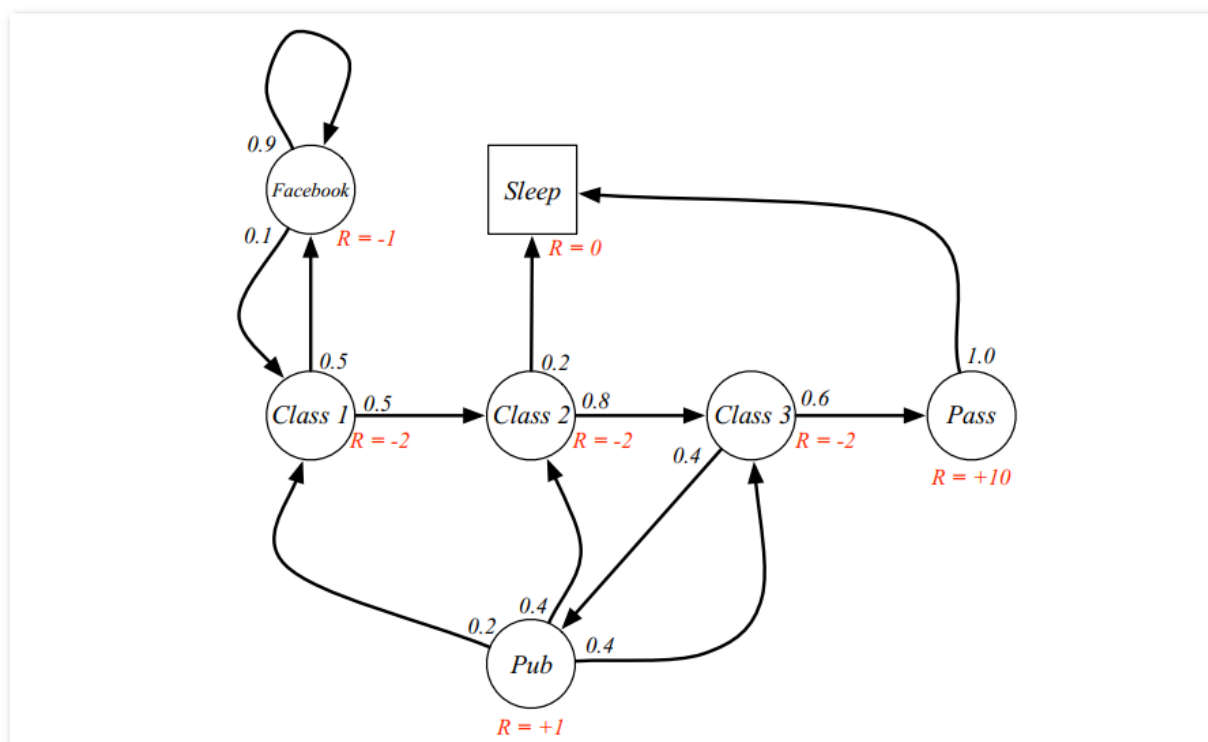 0.9
Facebook
Sleep
0.1
R = -1
R = 0
0.5
0.2
1.0
Class 1
0.5
Class 2
0.8
Class 3
0.6
Pass
R = -2
R = -2
R = -2
0.4
R = +10
0.4
0.2
0.4
Pub
R = +1